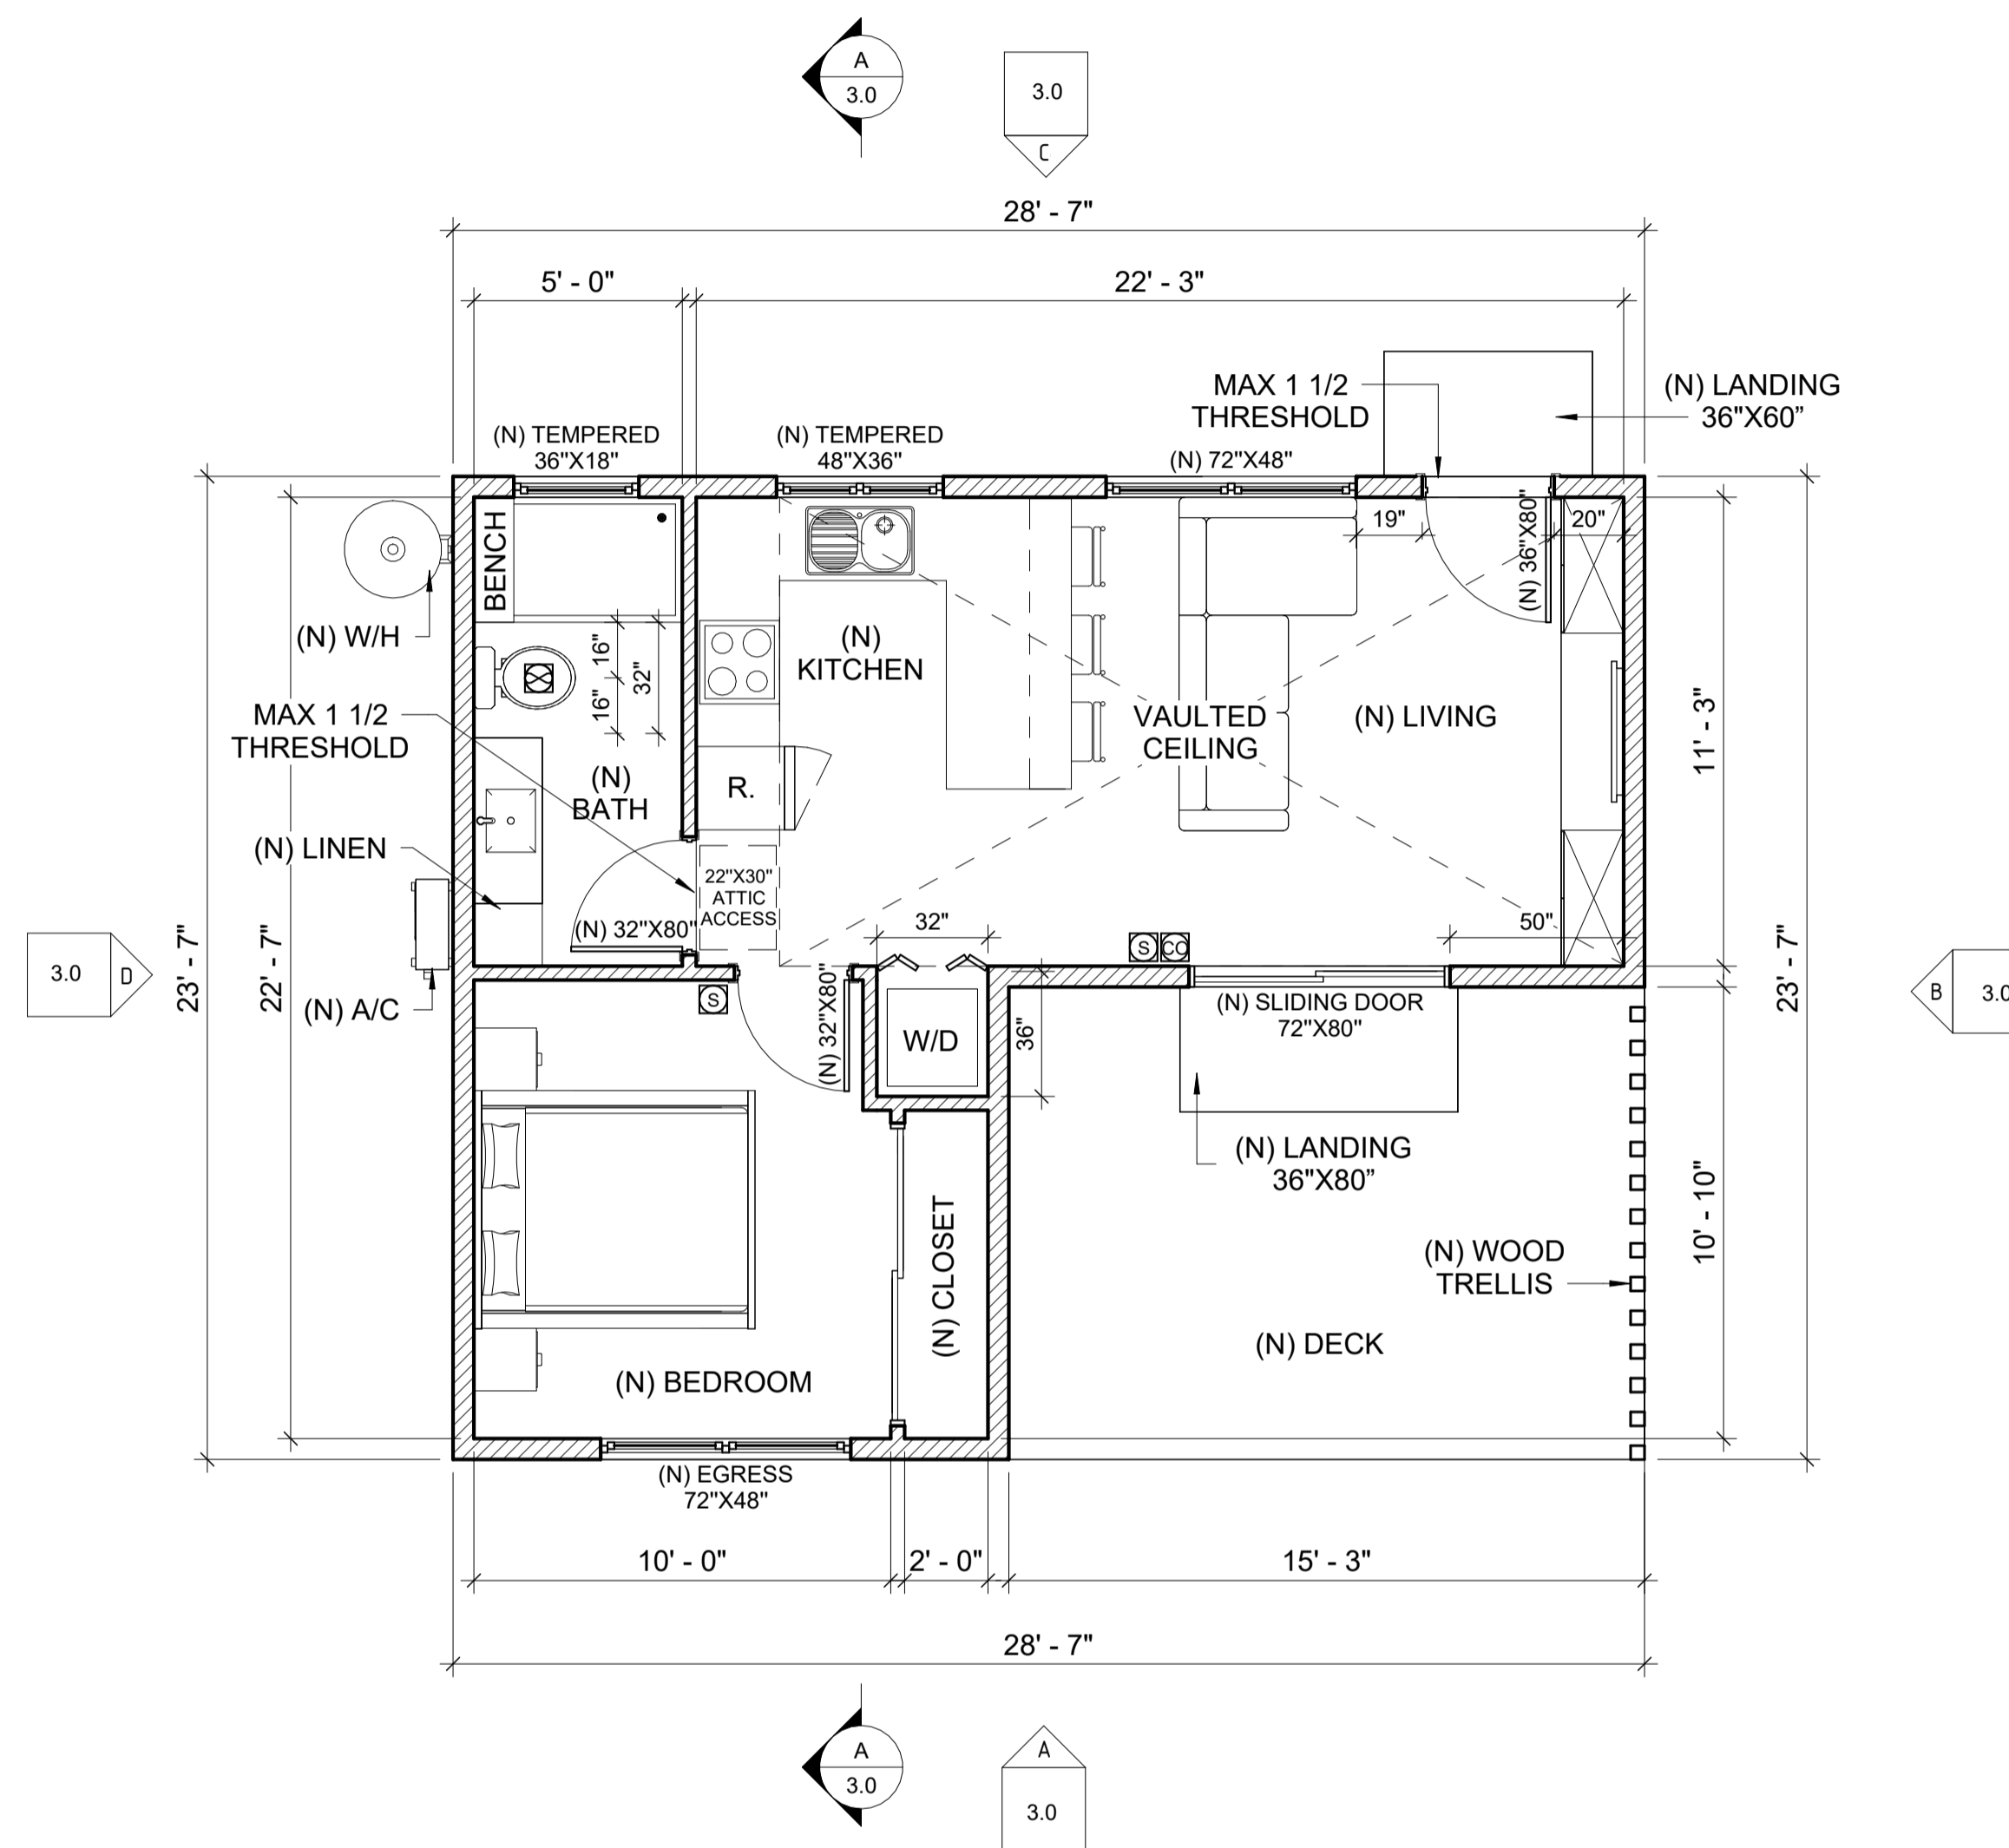 A
3.0
3.0
C
28' - 7"
5' - 0"
22' - 3"
MAX 1 1/2
THRESHOLD
(N) LANDING
36"X60”
(N) TEMPERED
36"X18"
(N) TEMPERED
48"X36"
(N) 72"X48"
19"
(N) 36"X80"
20"
BENCH
(N) W/H
16"
16"
32"
(N)
KITCHEN
MAX 1 1/2
THRESHOLD
VAULTED
CEILING
(N) LIVING
11' - 3"
(N)
BATH
R.
(N) LINEN
22"X30"
ATTIC
ACCESS
(N) 32"X80"
32"
50"
S
CO
3.0
D
23' - 7"
22' - 7"
(N) A/C
S
(N) 32"X80"
W/D
36"
(N) SLIDING DOOR
72"X80"
23' - 7"
B
3.0
(N) LANDING
36"X80”
10' - 10"
(N) CLOSET
(N) WOOD
TRELLIS
(N) DECK
(N) BEDROOM
(N) EGRESS
72"X48"
10' - 0"
2' - 0"
15' - 3"
28' - 7"
A
3.0
A
3.0